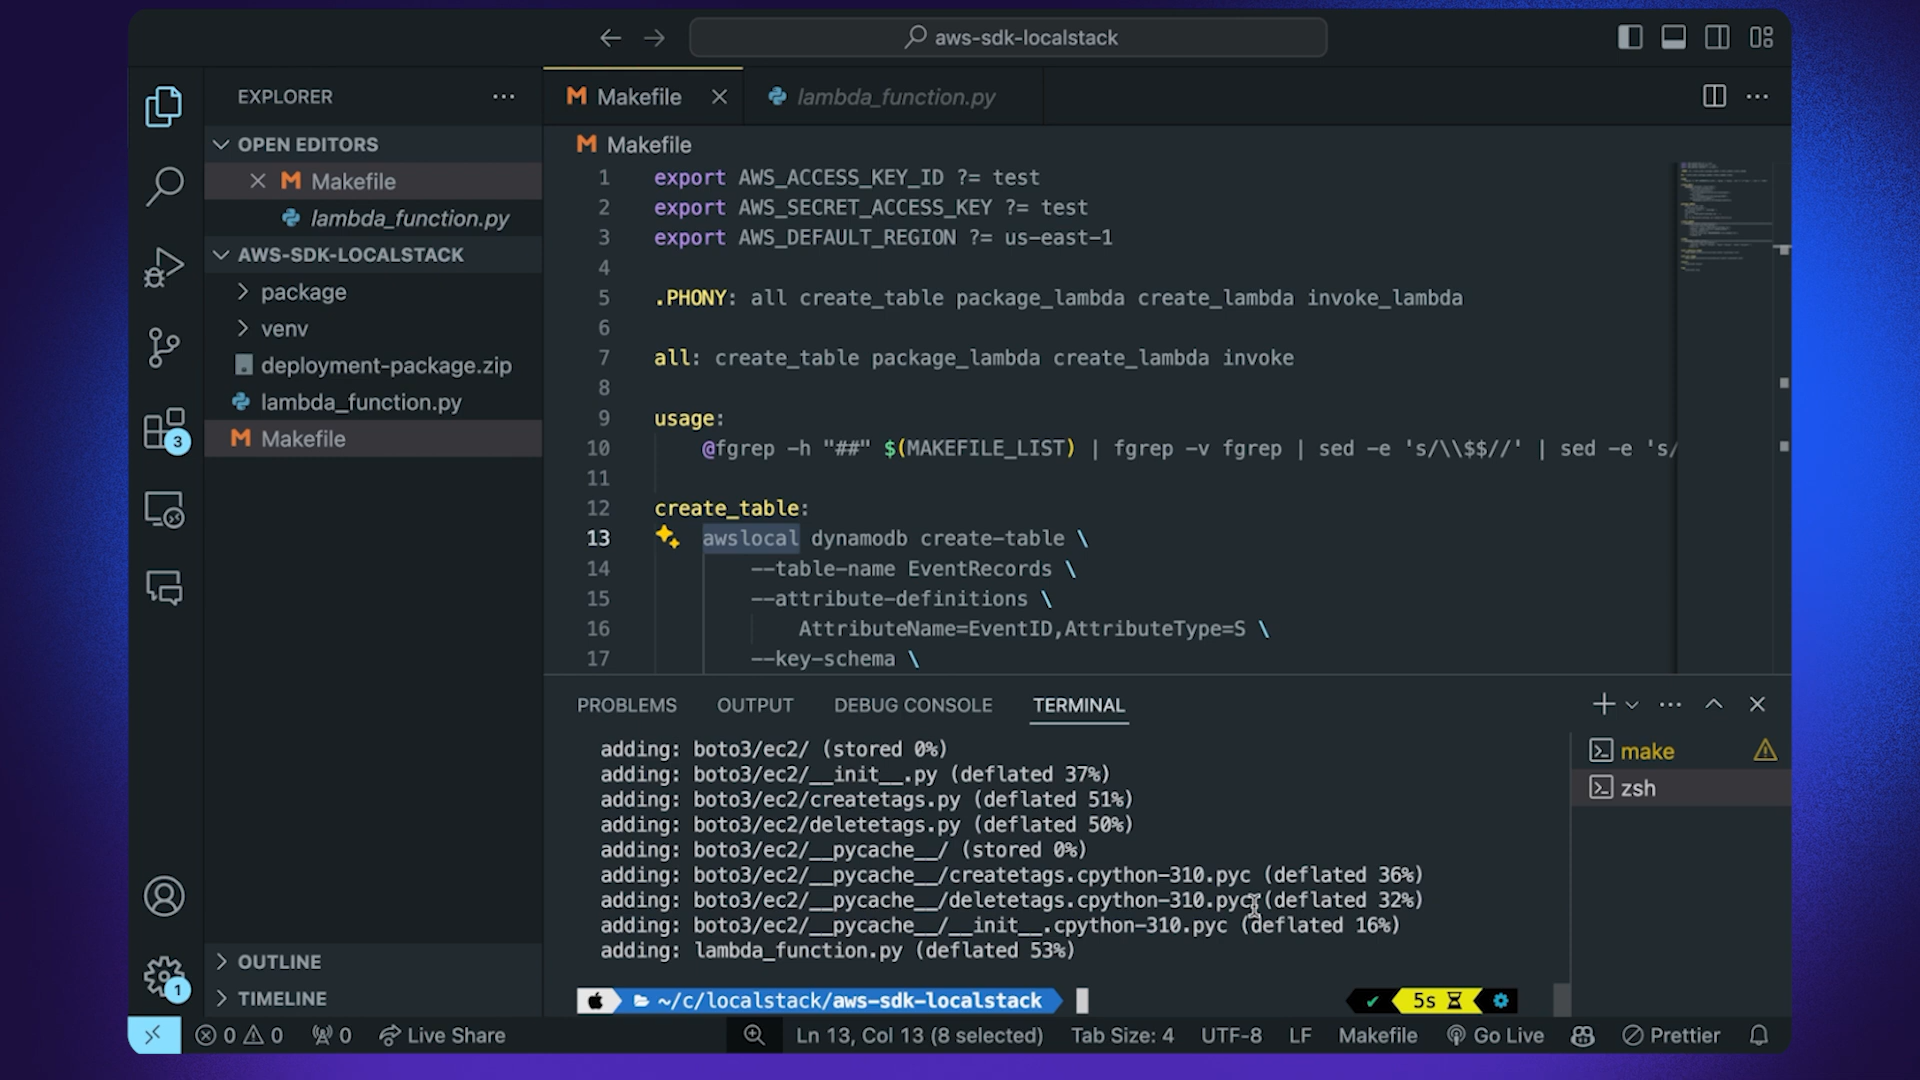 aws-sdk-localstack
EXPLORER
OPEN EDITORS
Makefile
lambda_function.py
AWS-SDK-LOCALSTACK
package
venv
deployment-package.zip
lambda_function.py
Makefile
OUTLINE
TIMELINE
3
1
Makefile
lambda_function.py
Makefile
1 export AWS_ACCESS_KEY_ID ?= test
2 export AWS_SECRET_ACCESS_KEY ?= test
3 export AWS_DEFAULT_REGION ?= us-east-1
4
5 .PHONY: all create_table package_lambda create_lambda invoke_lambda
6
7 all: create_table package_lambda create_lambda invoke
8
9 usage:
10 @fgrep -h "##" $(MAKEFILE_LIST) | fgrep -v fgrep | sed -e 's/\\$$//' | sed -e 's/
11
12 create_table:
13 awslocal dynamodb create-table \
14 --table-name EventRecords \
15 --attribute-definitions \
16 AttributeName=EventID,AttributeType=S \
17 --key-schema \
PROBLEMS OUTPUT DEBUG CONSOLE TERMINAL
adding: boto3/ec2/ (stored 0%)
adding: boto3/ec2/__init__.py (deflated 37%)
adding: boto3/ec2/createtags.py (deflated 51%)
adding: boto3/ec2/deletetags.py (deflated 50%)
adding: boto3/ec2/__pycache__/ (stored 0%)
adding: boto3/ec2/__pycache__/createtags.cpython-310.pyc (deflated 36%)
adding: boto3/ec2/__pycache__/deletetags.cpython-310.pyc (deflated 32%)
adding: boto3/ec2/__pycache__/__init__.cpython-310.pyc (deflated 16%)
adding: lambda_function.py (deflated 53%)
~/c/localstack/aws-sdk-localstack
5s
make
zsh
0 0 0 Live Share Ln 13, Col 13 (8 selected) Tab Size: 4 UTF-8 LF Makefile Go Live Prettier